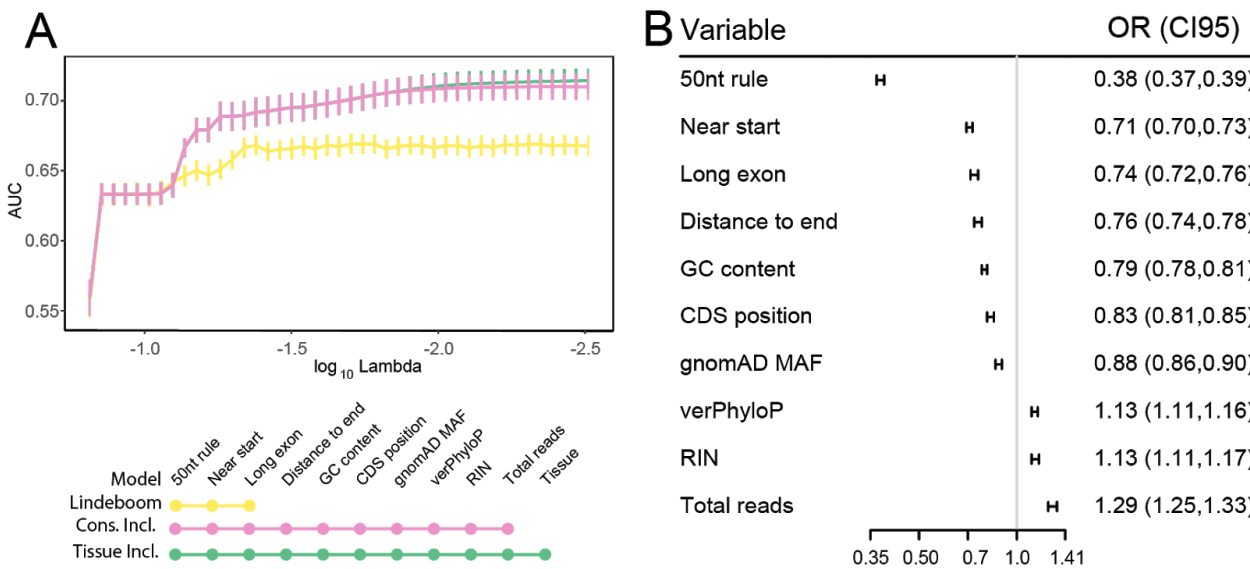 A
AUC
0.70
0.65
0.60
0.55
-1.0 -1.5 -2.0 -2.5
log10 Lambda
Model 50nt rule Near start Long exon Distance to end GC content CDS position gnomAD MAF verPhyloP RIN Total reads Tissue
Lindeboom
Cons. Incl.
Tissue Incl.
B Variable OR (CI95)
50nt rule 0.38 (0.37,0.39)
Near start 0.71 (0.70,0.73)
Long exon 0.74 (0.72,0.76)
Distance to end 0.76 (0.74,0.78)
GC content 0.79 (0.78,0.81)
CDS position 0.83 (0.81,0.85)
gnomAD MAF 0.88 (0.86,0.90)
verPhyloP 1.13 (1.11,1.16)
RIN 1.13 (1.11,1.17)
Total reads 1.29 (1.25,1.33)
0.35 0.50 0.7 1.0 1.41